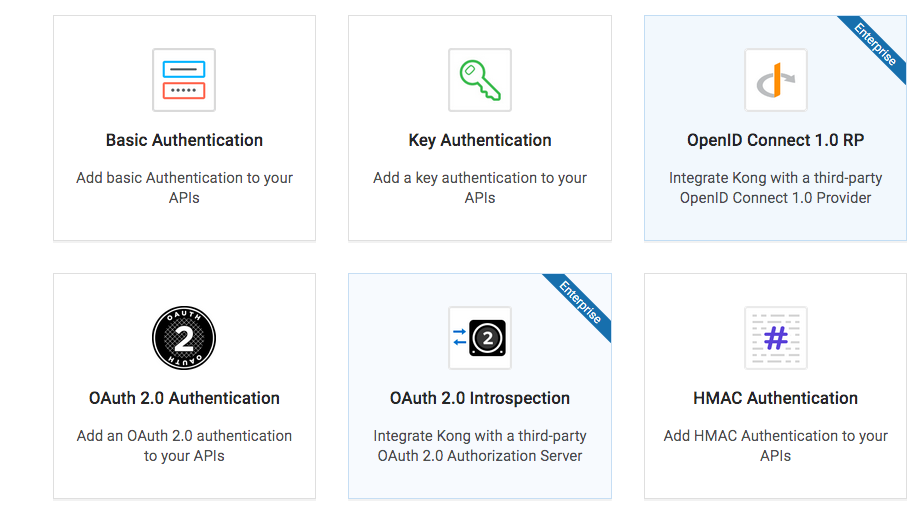 Enterprise
Basic Authentication
Key Authentication
OpenID Connect 1.0 RP
Add basic Authentication to your
APIs
Add a key authentication to your
APIs
Integrate Kong with a third-party
OpenID Connect 1.0 Provider
Enterprise
OAUTH
2
OAUTH
2
#
OAuth 2.0 Authentication
OAuth 2.0 Introspection
HMAC Authentication
Add an OAuth 2.0 authentication
to your APIs
Integrate Kong with a third-party
OAuth 2.0 Authorization Server
Add HMAC Authentication to your
APIs